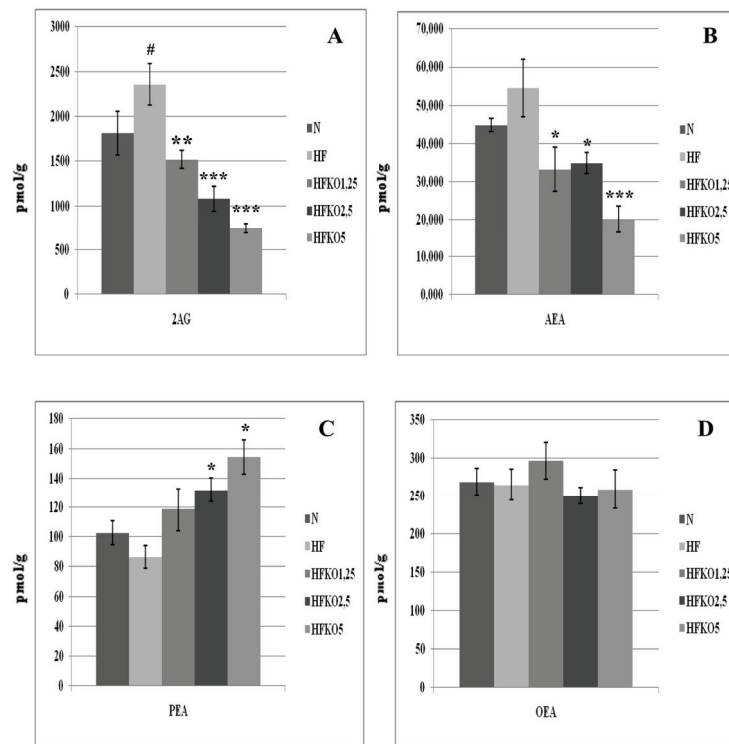 A
pmol/g
3000
2500
2000
1500
1000
500
0
#
**
***
***
2AG
N
HF
HFKO1,25
HFKO2,5
HFKO5
B
pmol/g
70,000
60,000
50,000
40,000
30,000
20,000
10,000
0,000
*
*
***
AEA
N
HF
HFKO1,25
HFKO2,5
HFKO5
C
pmol/g
180
160
140
120
100
80
60
40
20
0
*
*
PEA
N
HF
HFKO1,25
HFKO2,5
HFKO5
D
pmol/g
350
300
250
200
150
100
50
0
OEA
N
HF
HFKO1,25
HFKO2,5
HFKO5